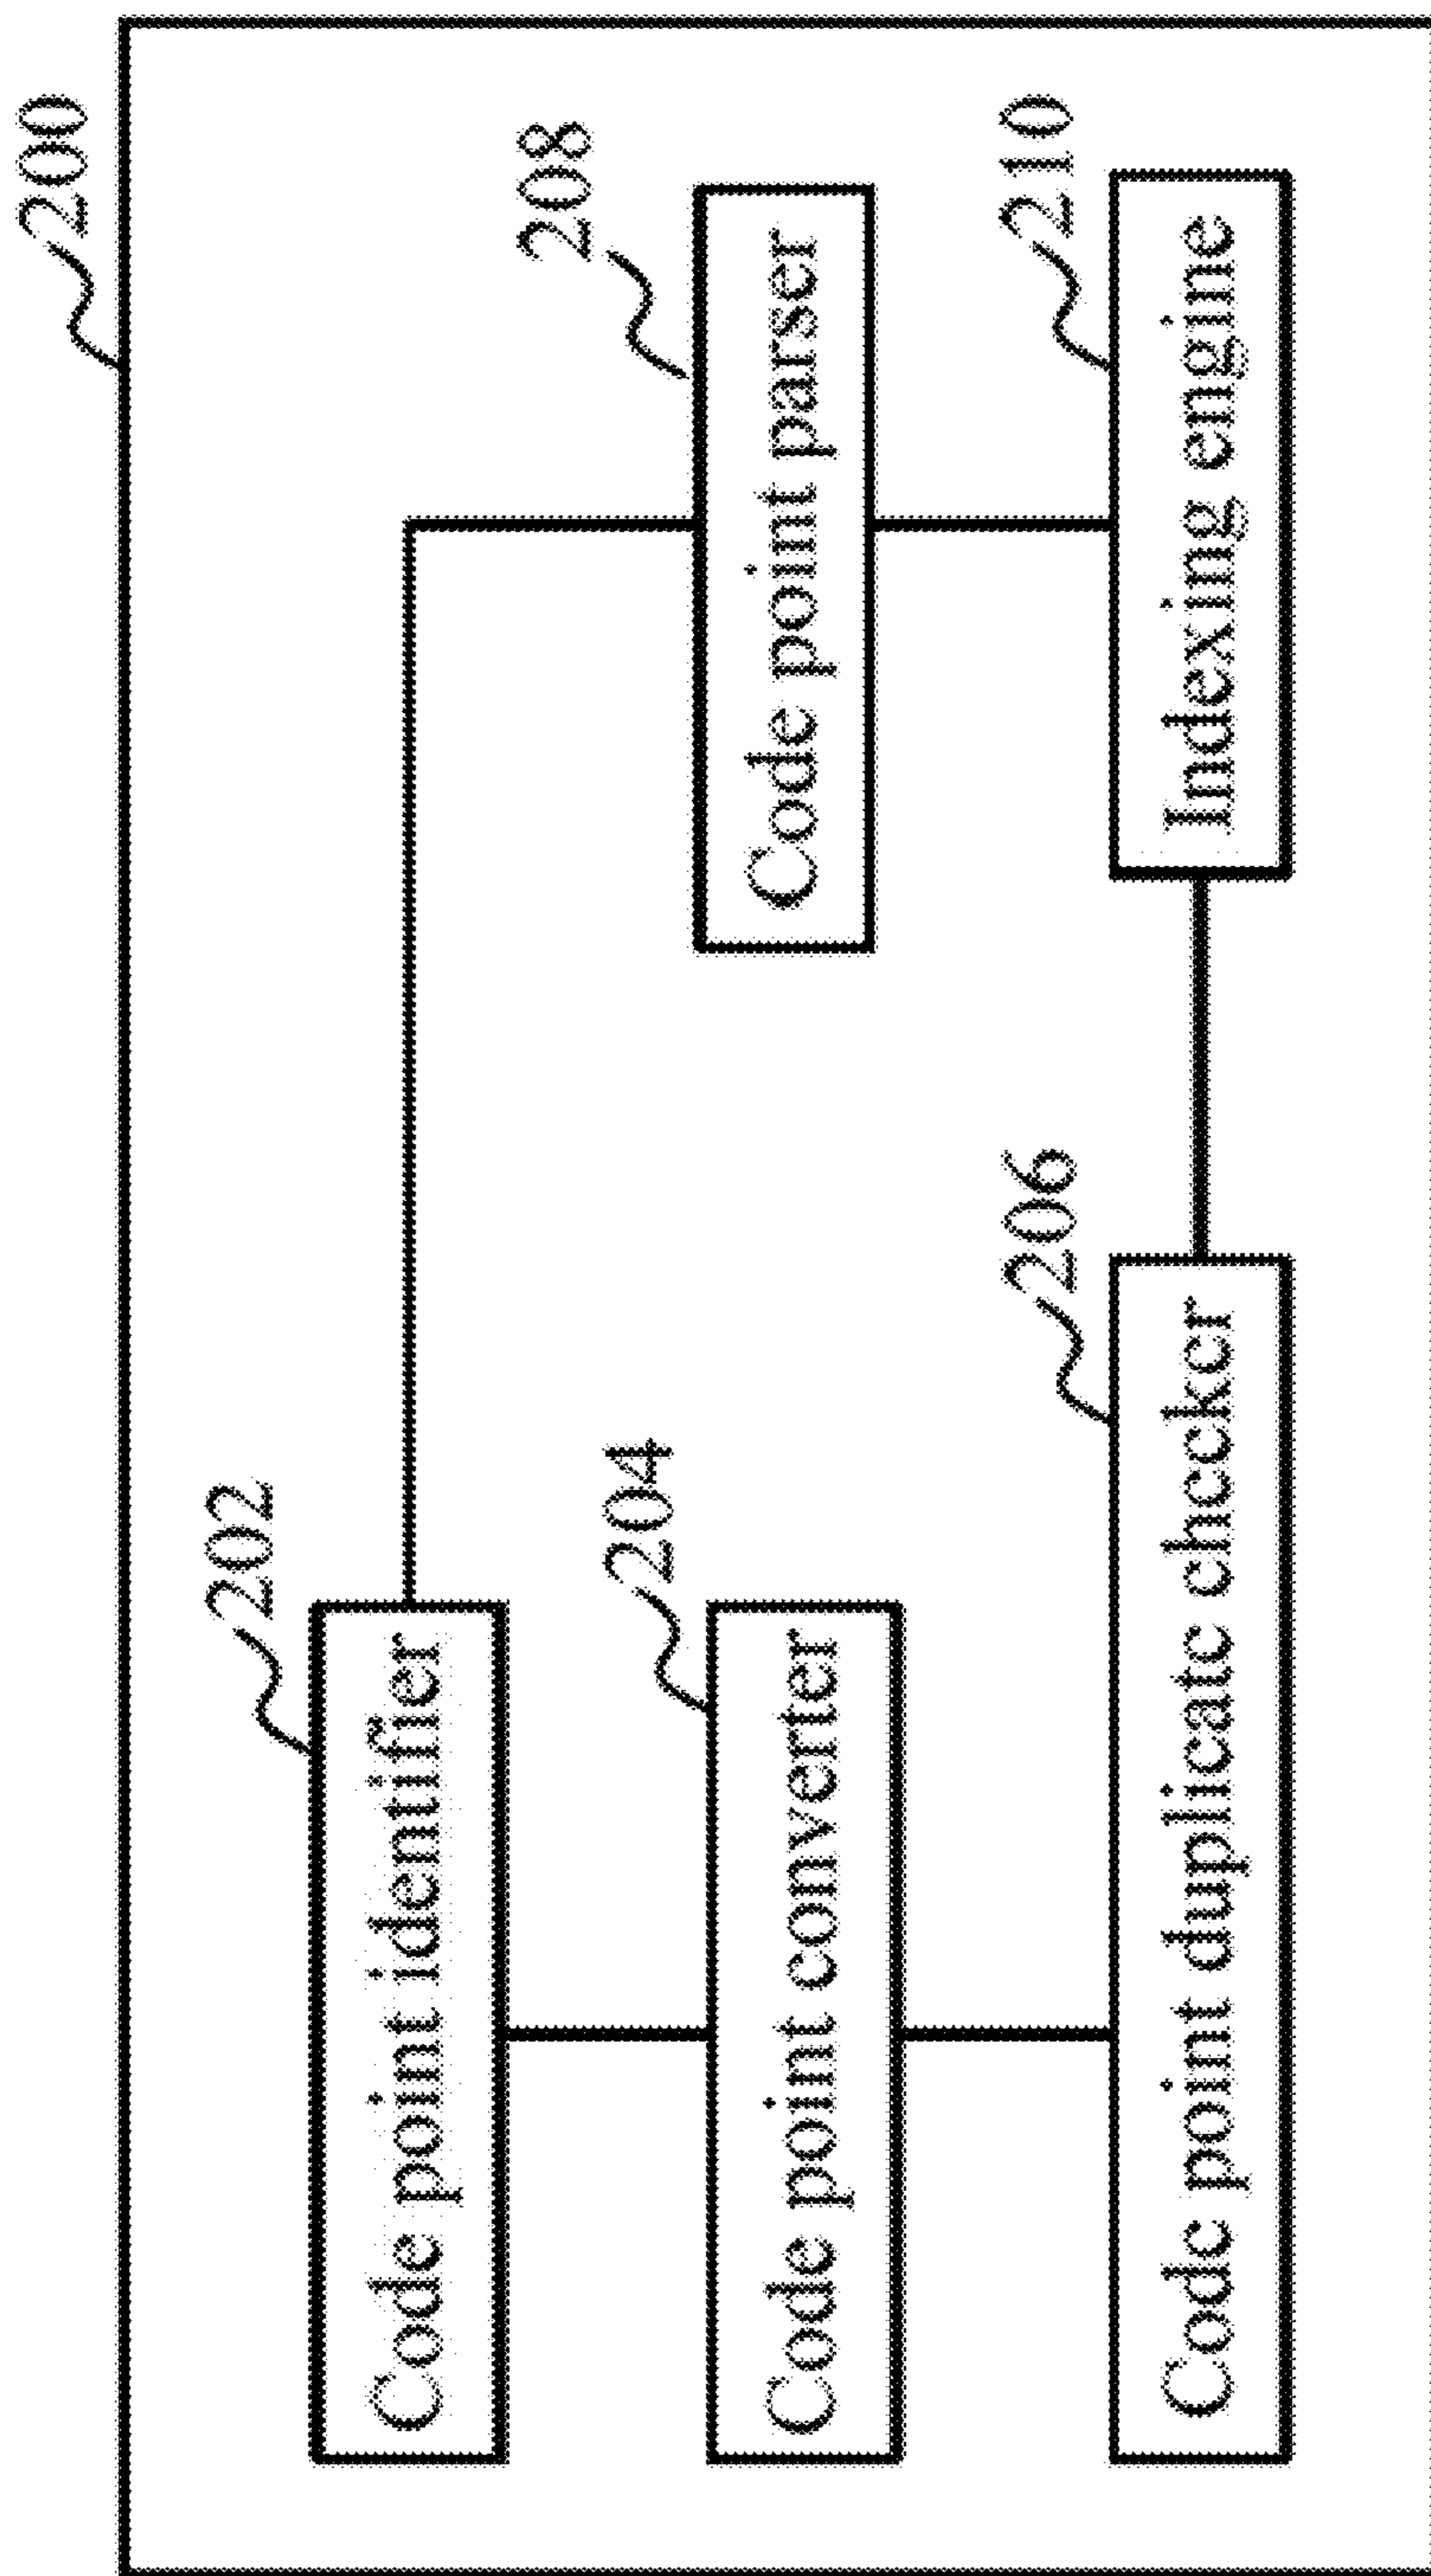 200
202
Code point identifier
204
Code point converter
208
Code point parser
206
Code point duplicate checker
210
Indexing engine